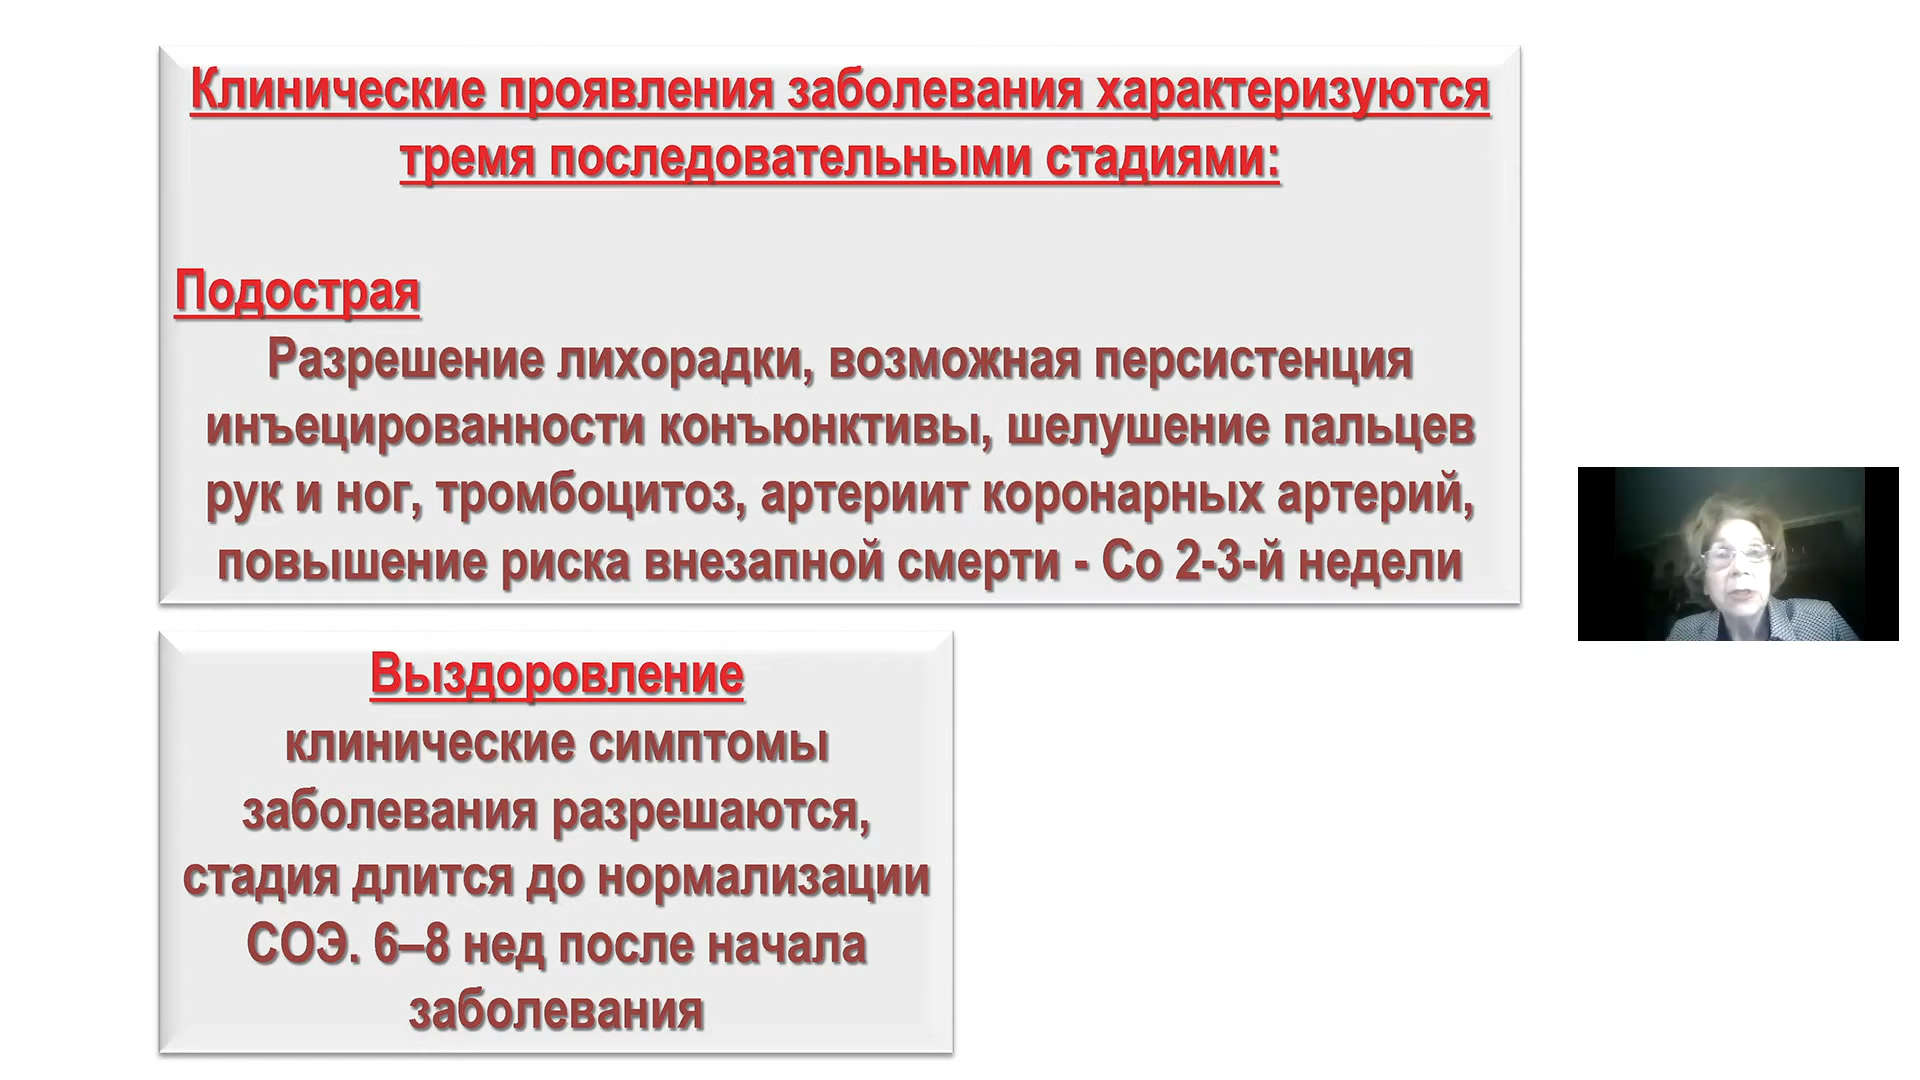 Клинические проявления заболевания характеризуются
тремя последовательными стадиями:
Подострая
Разрешение лихорадки, возможная персистенция
инъецированности конъюнктивы, шелушение пальцев
рук и ног, тромбоцитоз, артериит коронарных артерий,
повышение риска внезапной смерти - Со 2-3-й недели
Выздоровление
клинические симптомы
заболевания разрешаются,
стадия длится до нормализации
СОЭ. 6–8 нед после начала
заболевания